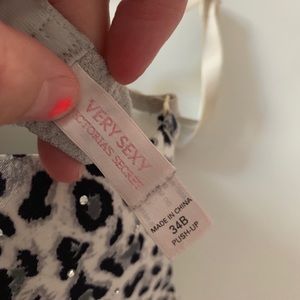 VERY SEXY
VICTORIA'S SECRET
MADE IN CHINA
34B
PUSH-UP